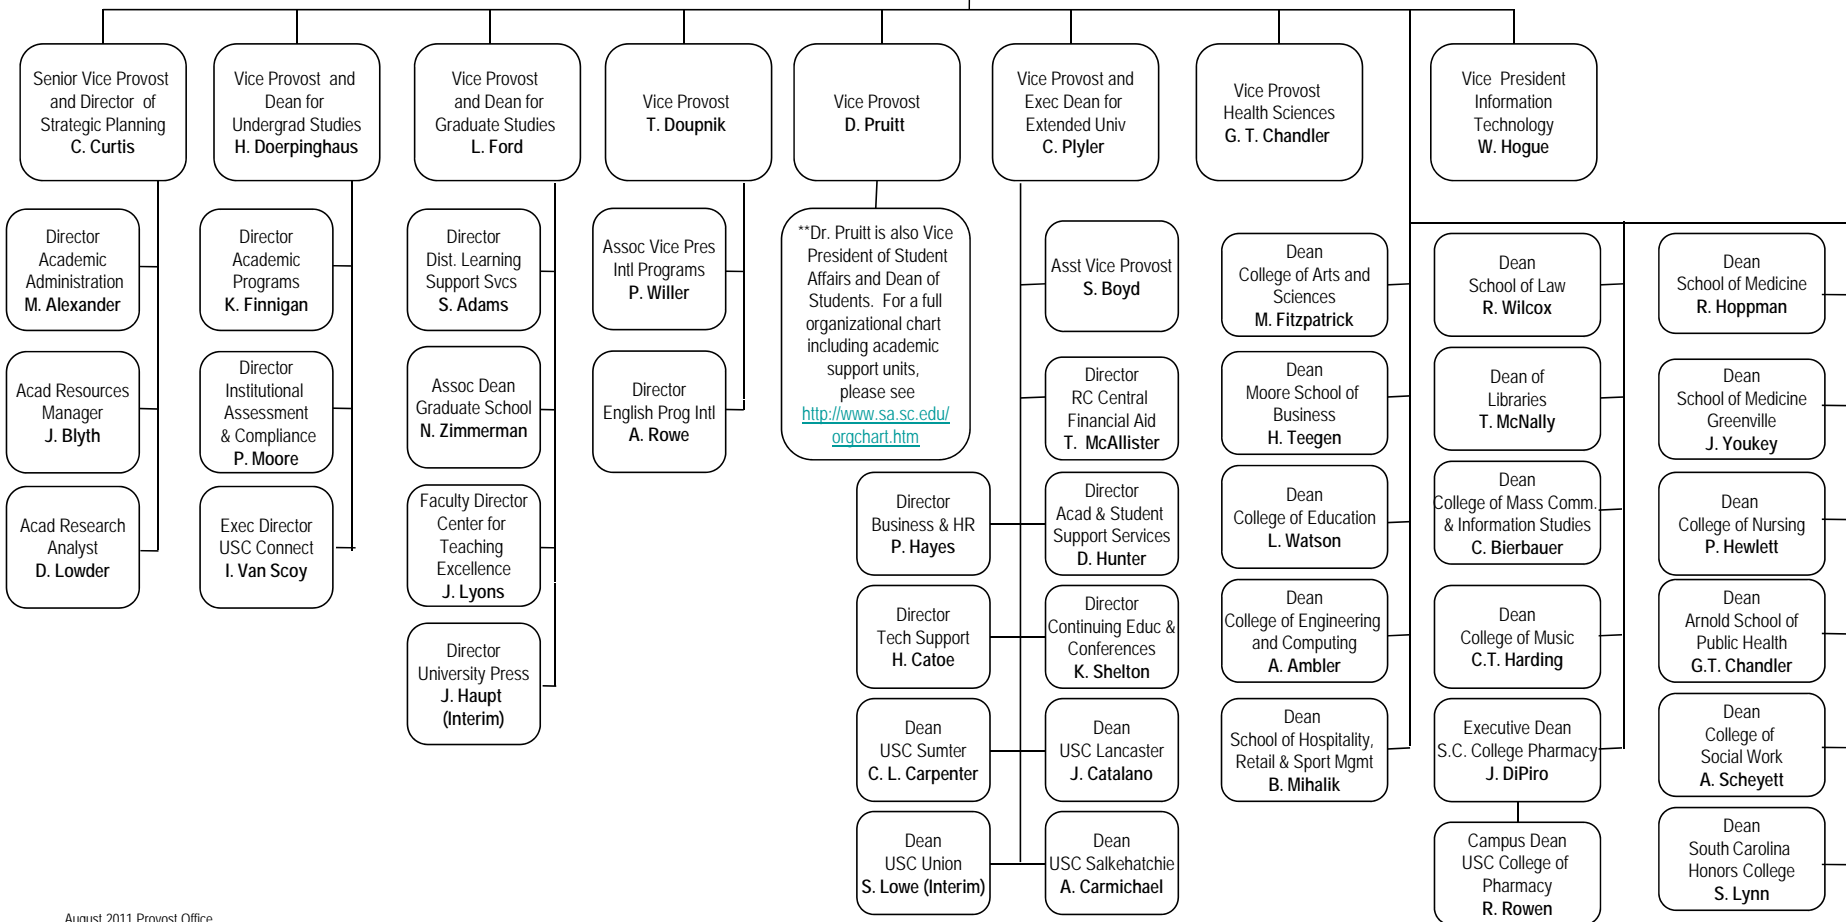 Senior Vice Provost
and Director of
Strategic Planning
C. Curtis
Vice Provost and
Dean for
Undergrad Studies
H. Doerpinghaus
Vice Provost
and Dean for
Graduate Studies
L. Ford
Vice Provost
T. Doupnik
Vice Provost
D. Pruitt
Vice Provost and
Exec Dean for
Extended Univ
C. Plyler
Vice Provost
Health Sciences
G. T. Chandler
Vice President
Information
Technology
W. Hogue
Director
Academic
Administration
M. Alexander
Acad Resources
Manager
J. Blyth
Acad Research
Analyst
D. Lowder
Director
Academic
Programs
K. Finnigan
Director
Institutional
Assessment
& Compliance
P. Moore
Exec Director
USC Connect
I. Van Scoy
Director
Dist. Learning
Support Svcs
S. Adams
Assoc Dean
Graduate School
N. Zimmerman
Faculty Director
Center for
Teaching
Excellence
J. Lyons
Director
University Press
J. Haupt
(Interim)
Assoc Vice Pres
Intl Programs
P. Willer
Director
English Prog Intl
A. Rowe
**Dr. Pruitt is also Vice
President of Student
Affairs and Dean of
Students. For a full
organizational chart
including academic
support units,
please see
http://www.sa.sc.edu/
orgchart.htm
Asst Vice Provost
S. Boyd
Director
RC Central
Financial Aid
T. McAllister
Director
Business & HR
P. Hayes
Director
Acad & Student
Support Services
D. Hunter
Director
Tech Support
H. Catoe
Director
Continuing Educ &
Conferences
K. Shelton
Dean
USC Sumter
C. L. Carpenter
Dean
USC Lancaster
J. Catalano
Dean
USC Union
S. Lowe (Interim)
Dean
USC Salkehatchie
A. Carmichael
Dean
College of Arts and
Sciences
M. Fitzpatrick
Dean
Moore School of
Business
H. Teegen
Dean
College of Education
L. Watson
Dean
College of Engineering
and Computing
A. Ambler
Dean
School of Hospitality,
Retail & Sport Mgmt
B. Mihalik
Dean
School of Law
R. Wilcox
Dean of
Libraries
T. McNally
Dean
College of Mass Comm.
& Information Studies
C. Bierbauer
Dean
College of Music
C.T. Harding
Executive Dean
S.C. College Pharmacy
J. DiPiro
Campus Dean
USC College of
Pharmacy
R. Rowen
Dean
School of Medicine
R. Hoppman
Dean
School of Medicine
Greenville
J. Youkey
Dean
College of Nursing
P. Hewlett
Dean
Arnold School of
Public Health
G.T. Chandler
Dean
College of
Social Work
A. Scheyett
Dean
South Carolina
Honors College
S. Lynn
August 2011 Provost Office